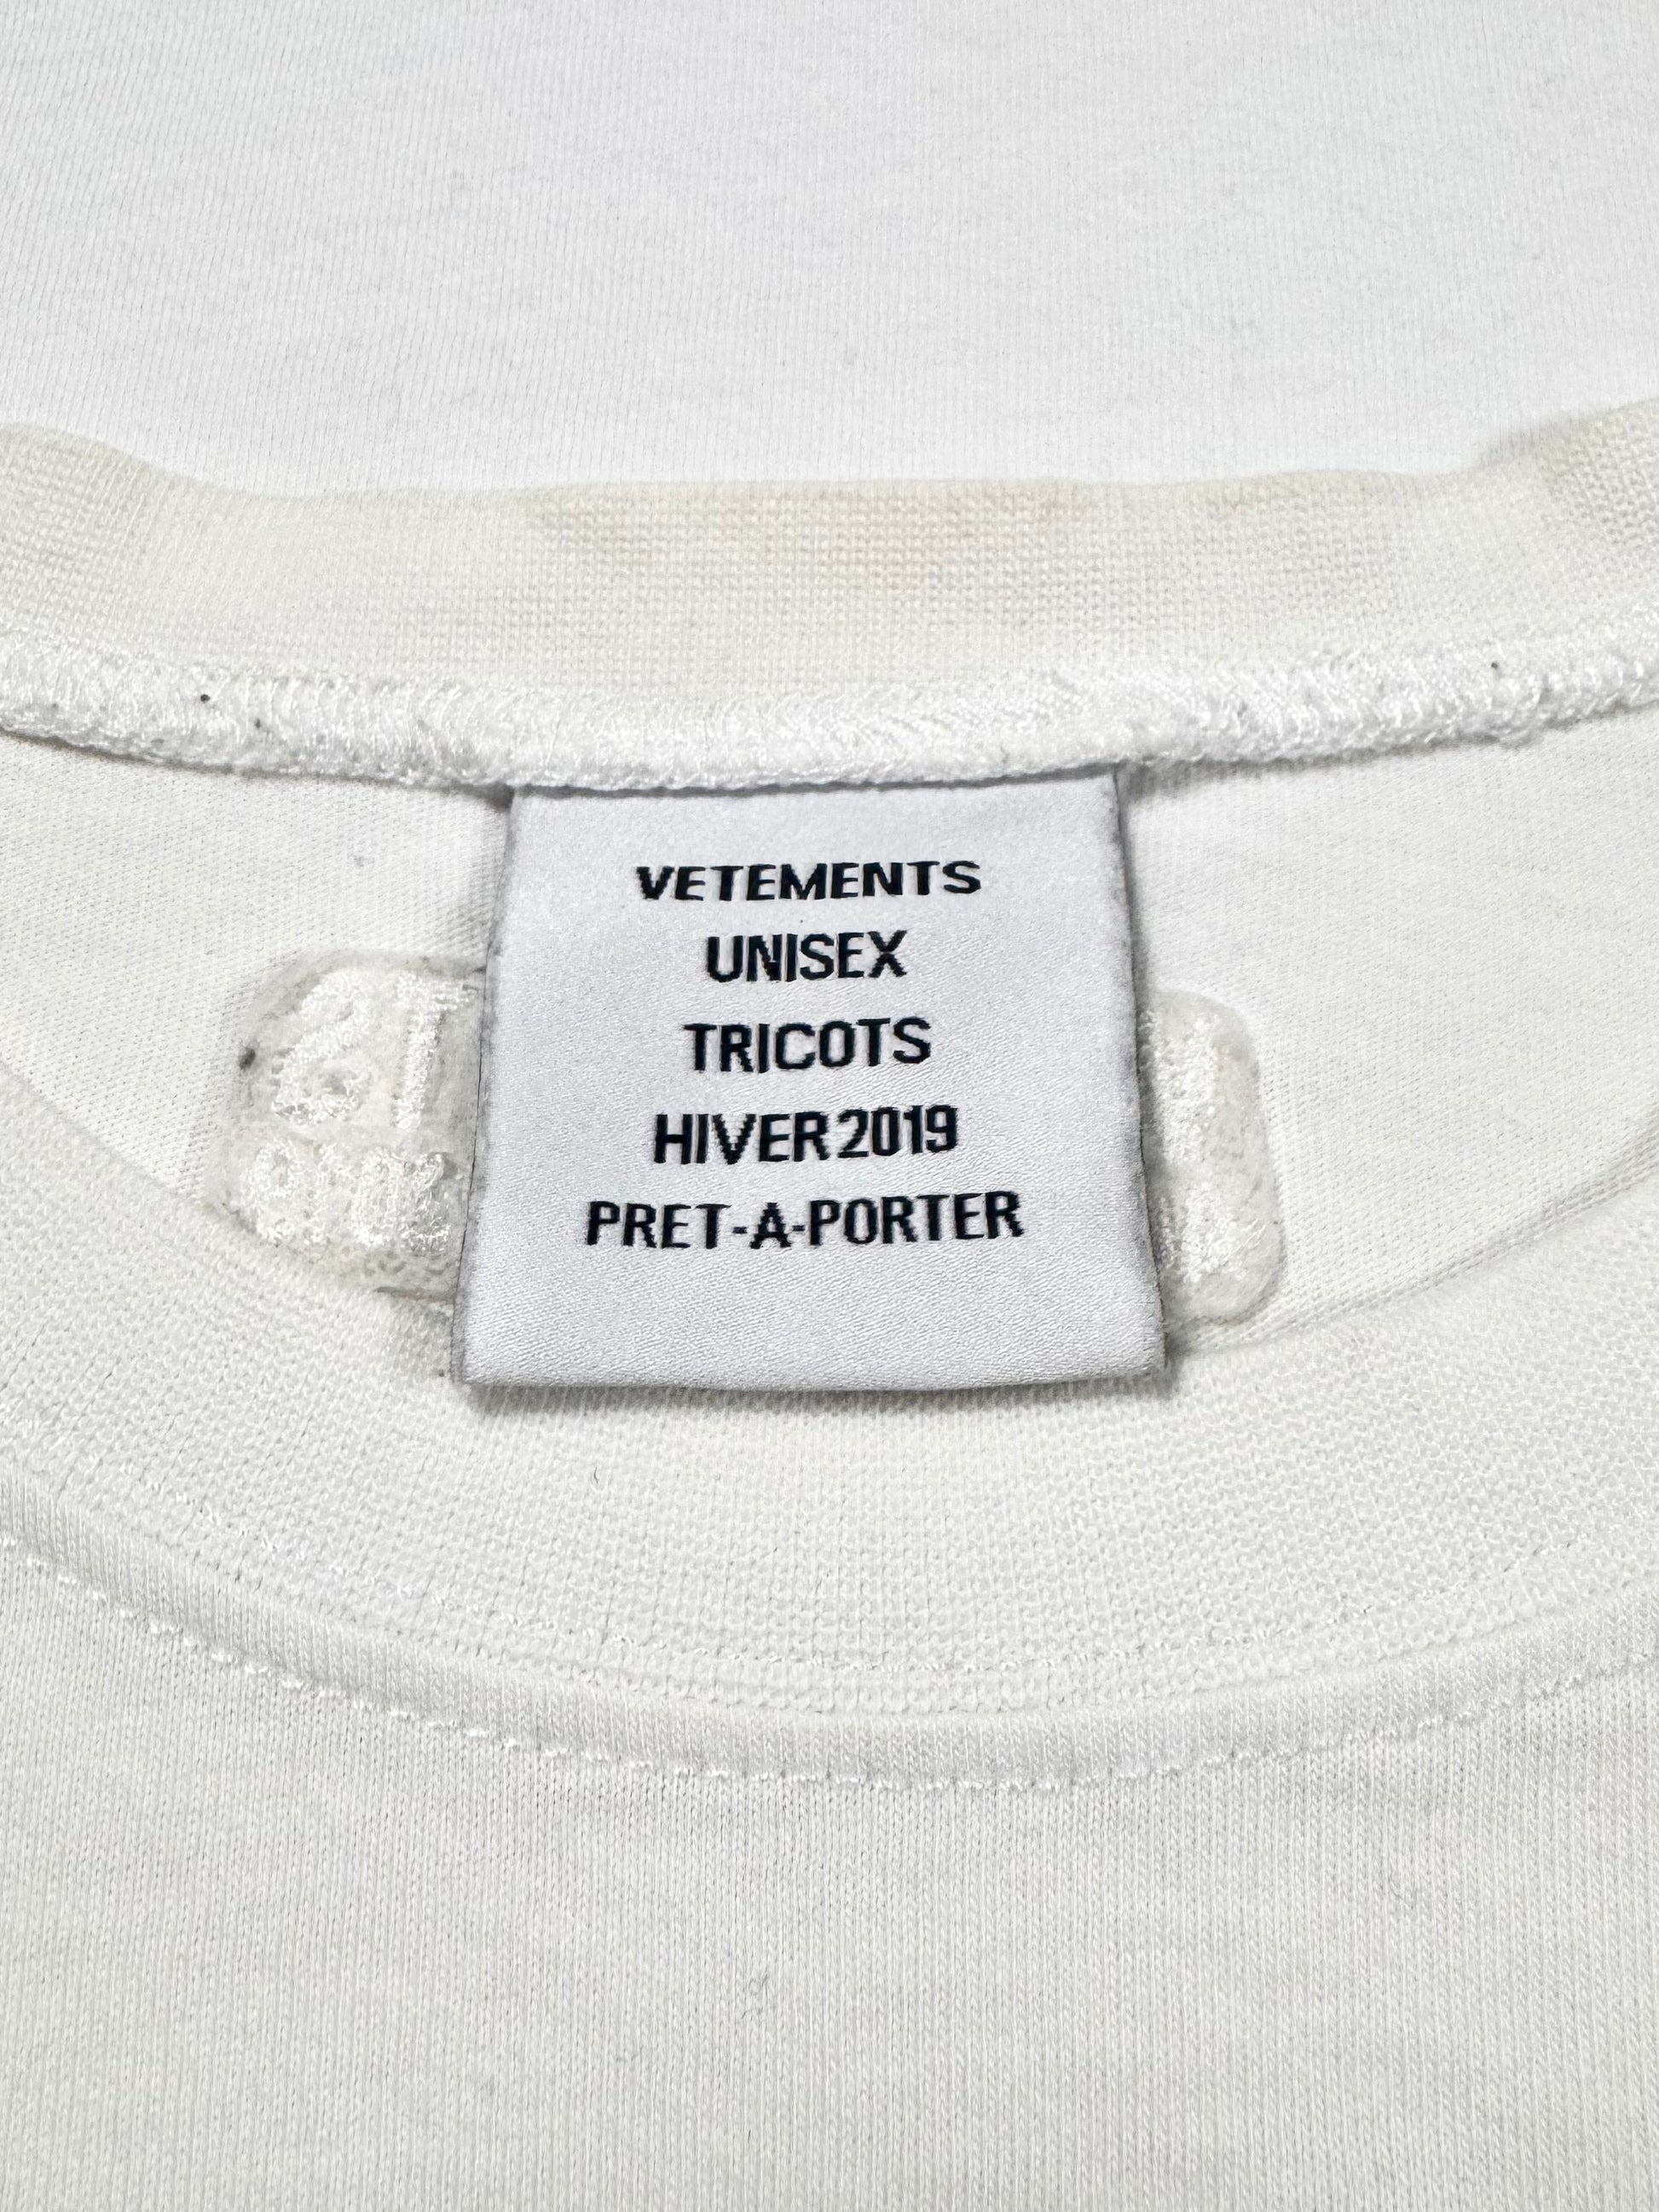 VETEMENTS
UNISEX
TRICOTS
HIVER 2019
PRET-A-PORTER